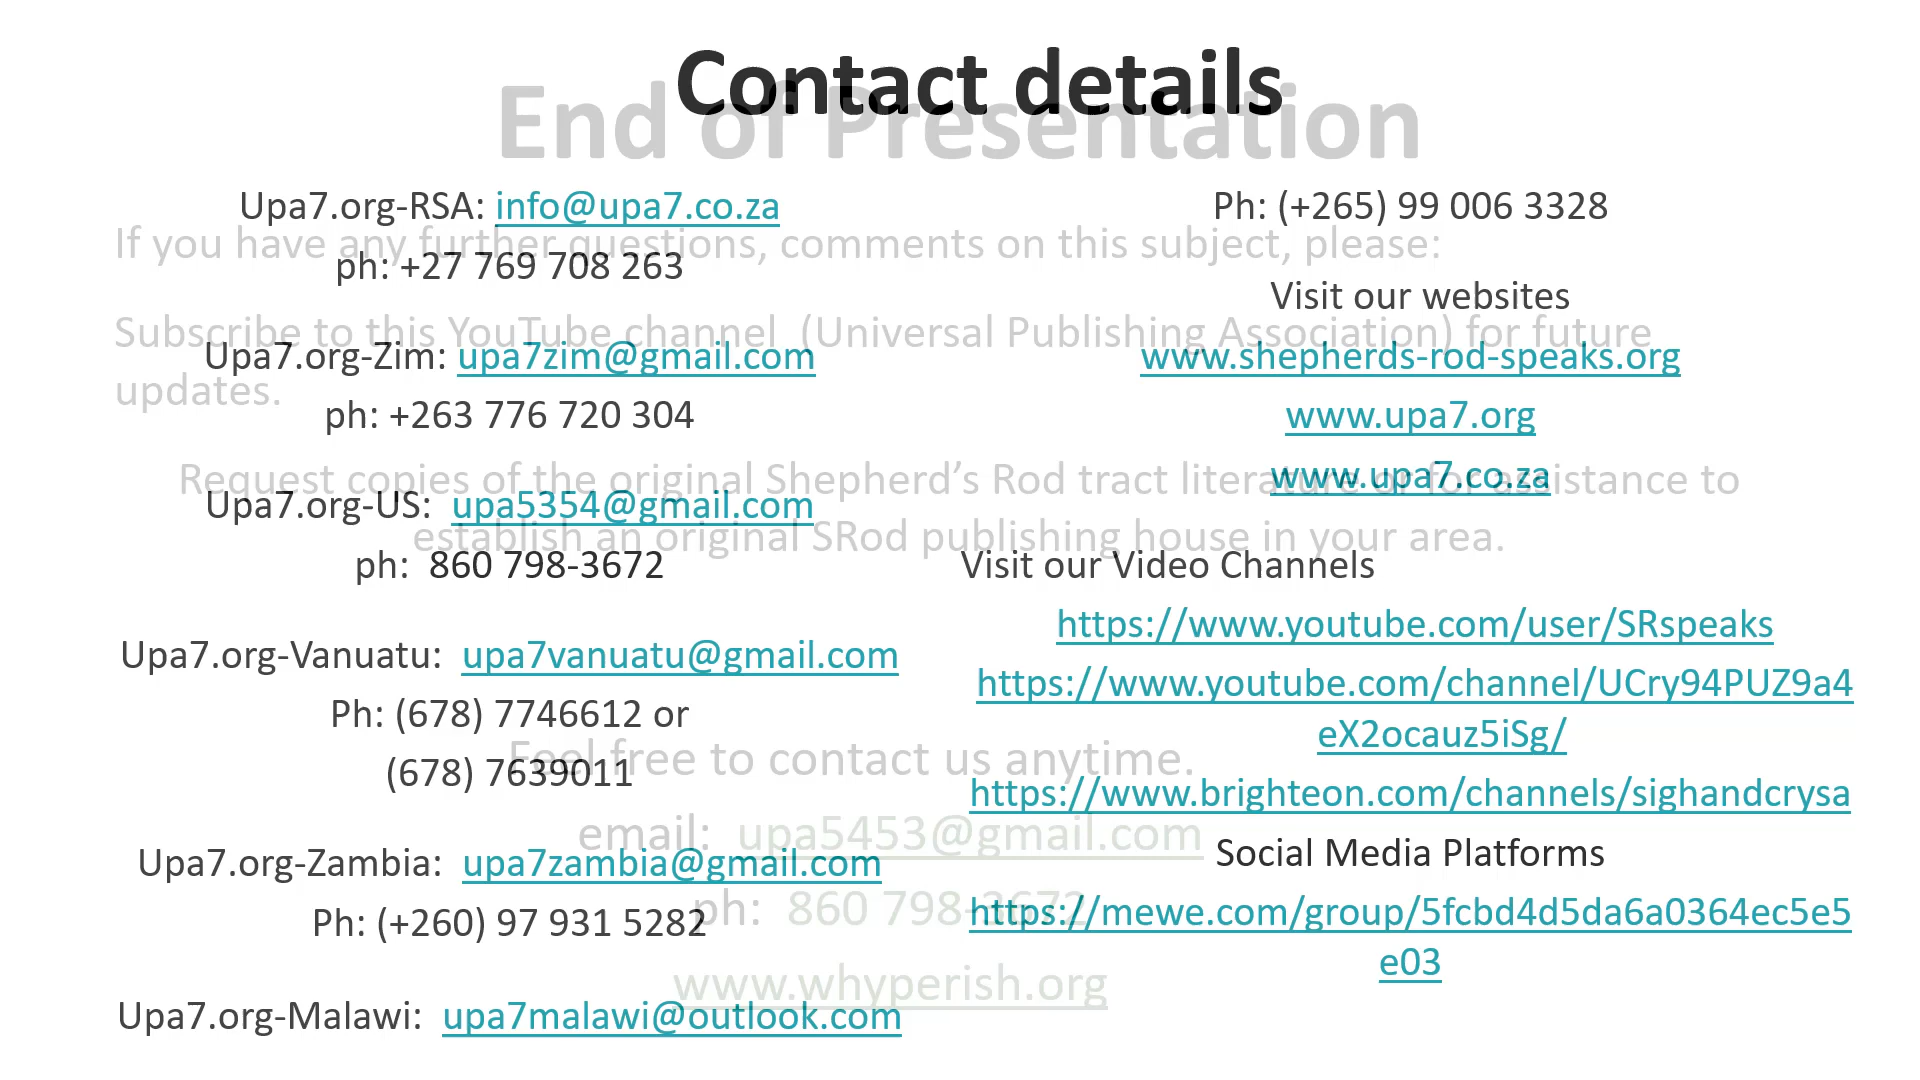 Contact details
Upa7.org-RSA: info@upa7.co.za
ph: +27 769 708 263
Upa7.org-Zim: upa7zim@gmail.com
ph: +263 776 720 304
Upa7.org-US: upa5354@gmail.com
ph: 860 798-3672
Upa7.org-Vanuatu: upa7vanuatu@gmail.com
Ph: (678) 7746612 or
(678) 7639011
Upa7.org-Zambia: upa7zambia@gmail.com
Ph: (+260) 97 931 5282
Upa7.org-Malawi: upa7malawi@outlook.com
Ph: (+265) 99 006 3328
Visit our websites
www.shepherds-rod-speaks.org
www.upa7.org
www.upa7.co.za
Visit our Video Channels
https://www.youtube.com/user/SRspeaks
https://www.youtube.com/channel/UCry94PUZ9a4
eX2ocauz5iSg/
https://www.brighteon.com/channels/sighandcrysa
Social Media Platforms
https://mewe.com/group/5fcbd4d5da6a0364ec5e5
e03
End of Presentation
If you have any further questions, comments on this subject, please:
Subscribe to this YouTube channel (Universal Publishing Association) for future
updates.
Request copies of the original Shepherd’s Rod tract literature or for assistance to
establish an original SRod publishing house in your area.
Feel free to contact us anytime.
email: upa5453@gmail.com
ph: 860 798-3672
www.whyperish.org